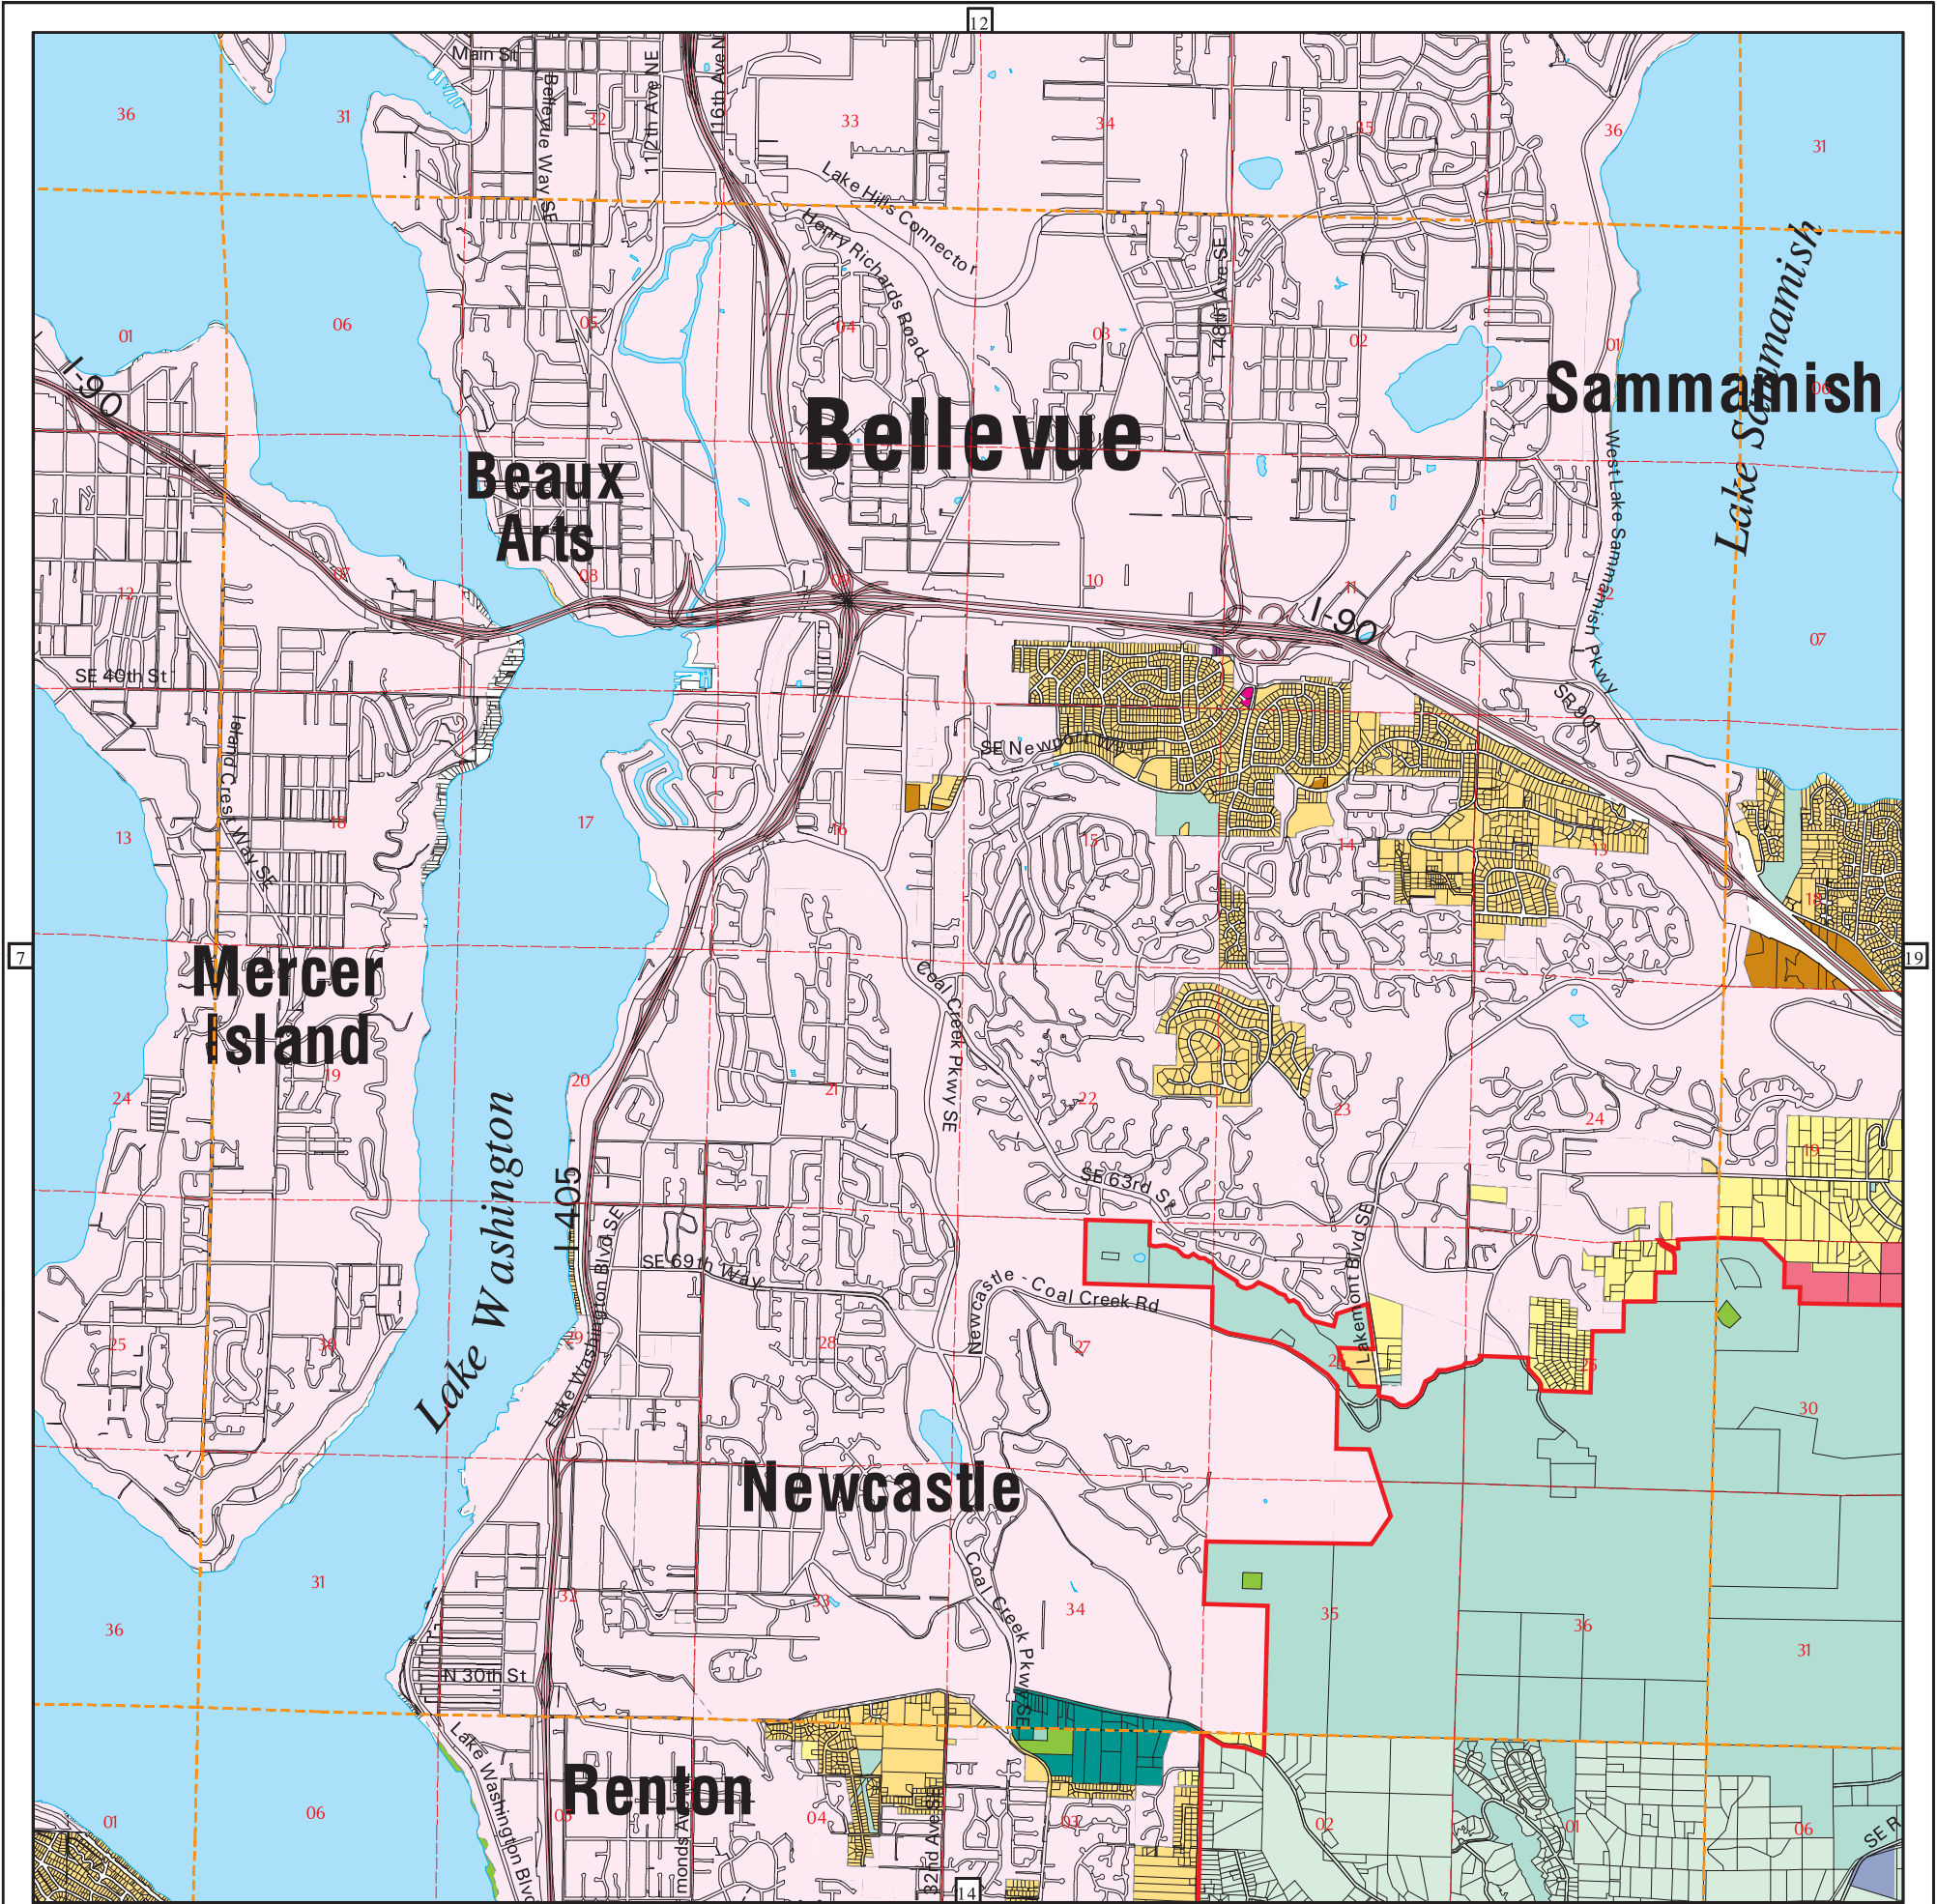 12
Main St
Bellevue Way SE
112th Ave NE
116th Ave N
36
31
32
33
34
35
36
31
Lake Hills Connector
Henry Richards Road
148th Ave SE
01
06
05
04
03
02
01
06
I-90
Bellevue
Sammamish
Lake Sammamish
West Lake Sammamish Pkwy
Beaux
Arts
12
07
08
09
10
11
12
07
I-90
SE 40th St
SR 901
Island Crest Way SE
SE Newport Way
13
18
17
16
15
14
13
18
7
Mercer
Island
19
Coal Creek Pkwy SE
24
19
20
21
22
23
24
19
Lake Washington
I-405
SE 63rd St
Lake Washington Blvd SE
SE 69th Way
Newcastle - Coal Creek Rd
Lakemont Blvd SE
25
30
29
28
27
26
25
30
Newcastle
Coal Creek Pkwy SE
36
31
32
33
34
35
36
31
N 30th St
Lake Washington Blvd
Renton
monds Ave N
132nd Ave SE
01
06
05
04
03
02
01
06
SE R
14